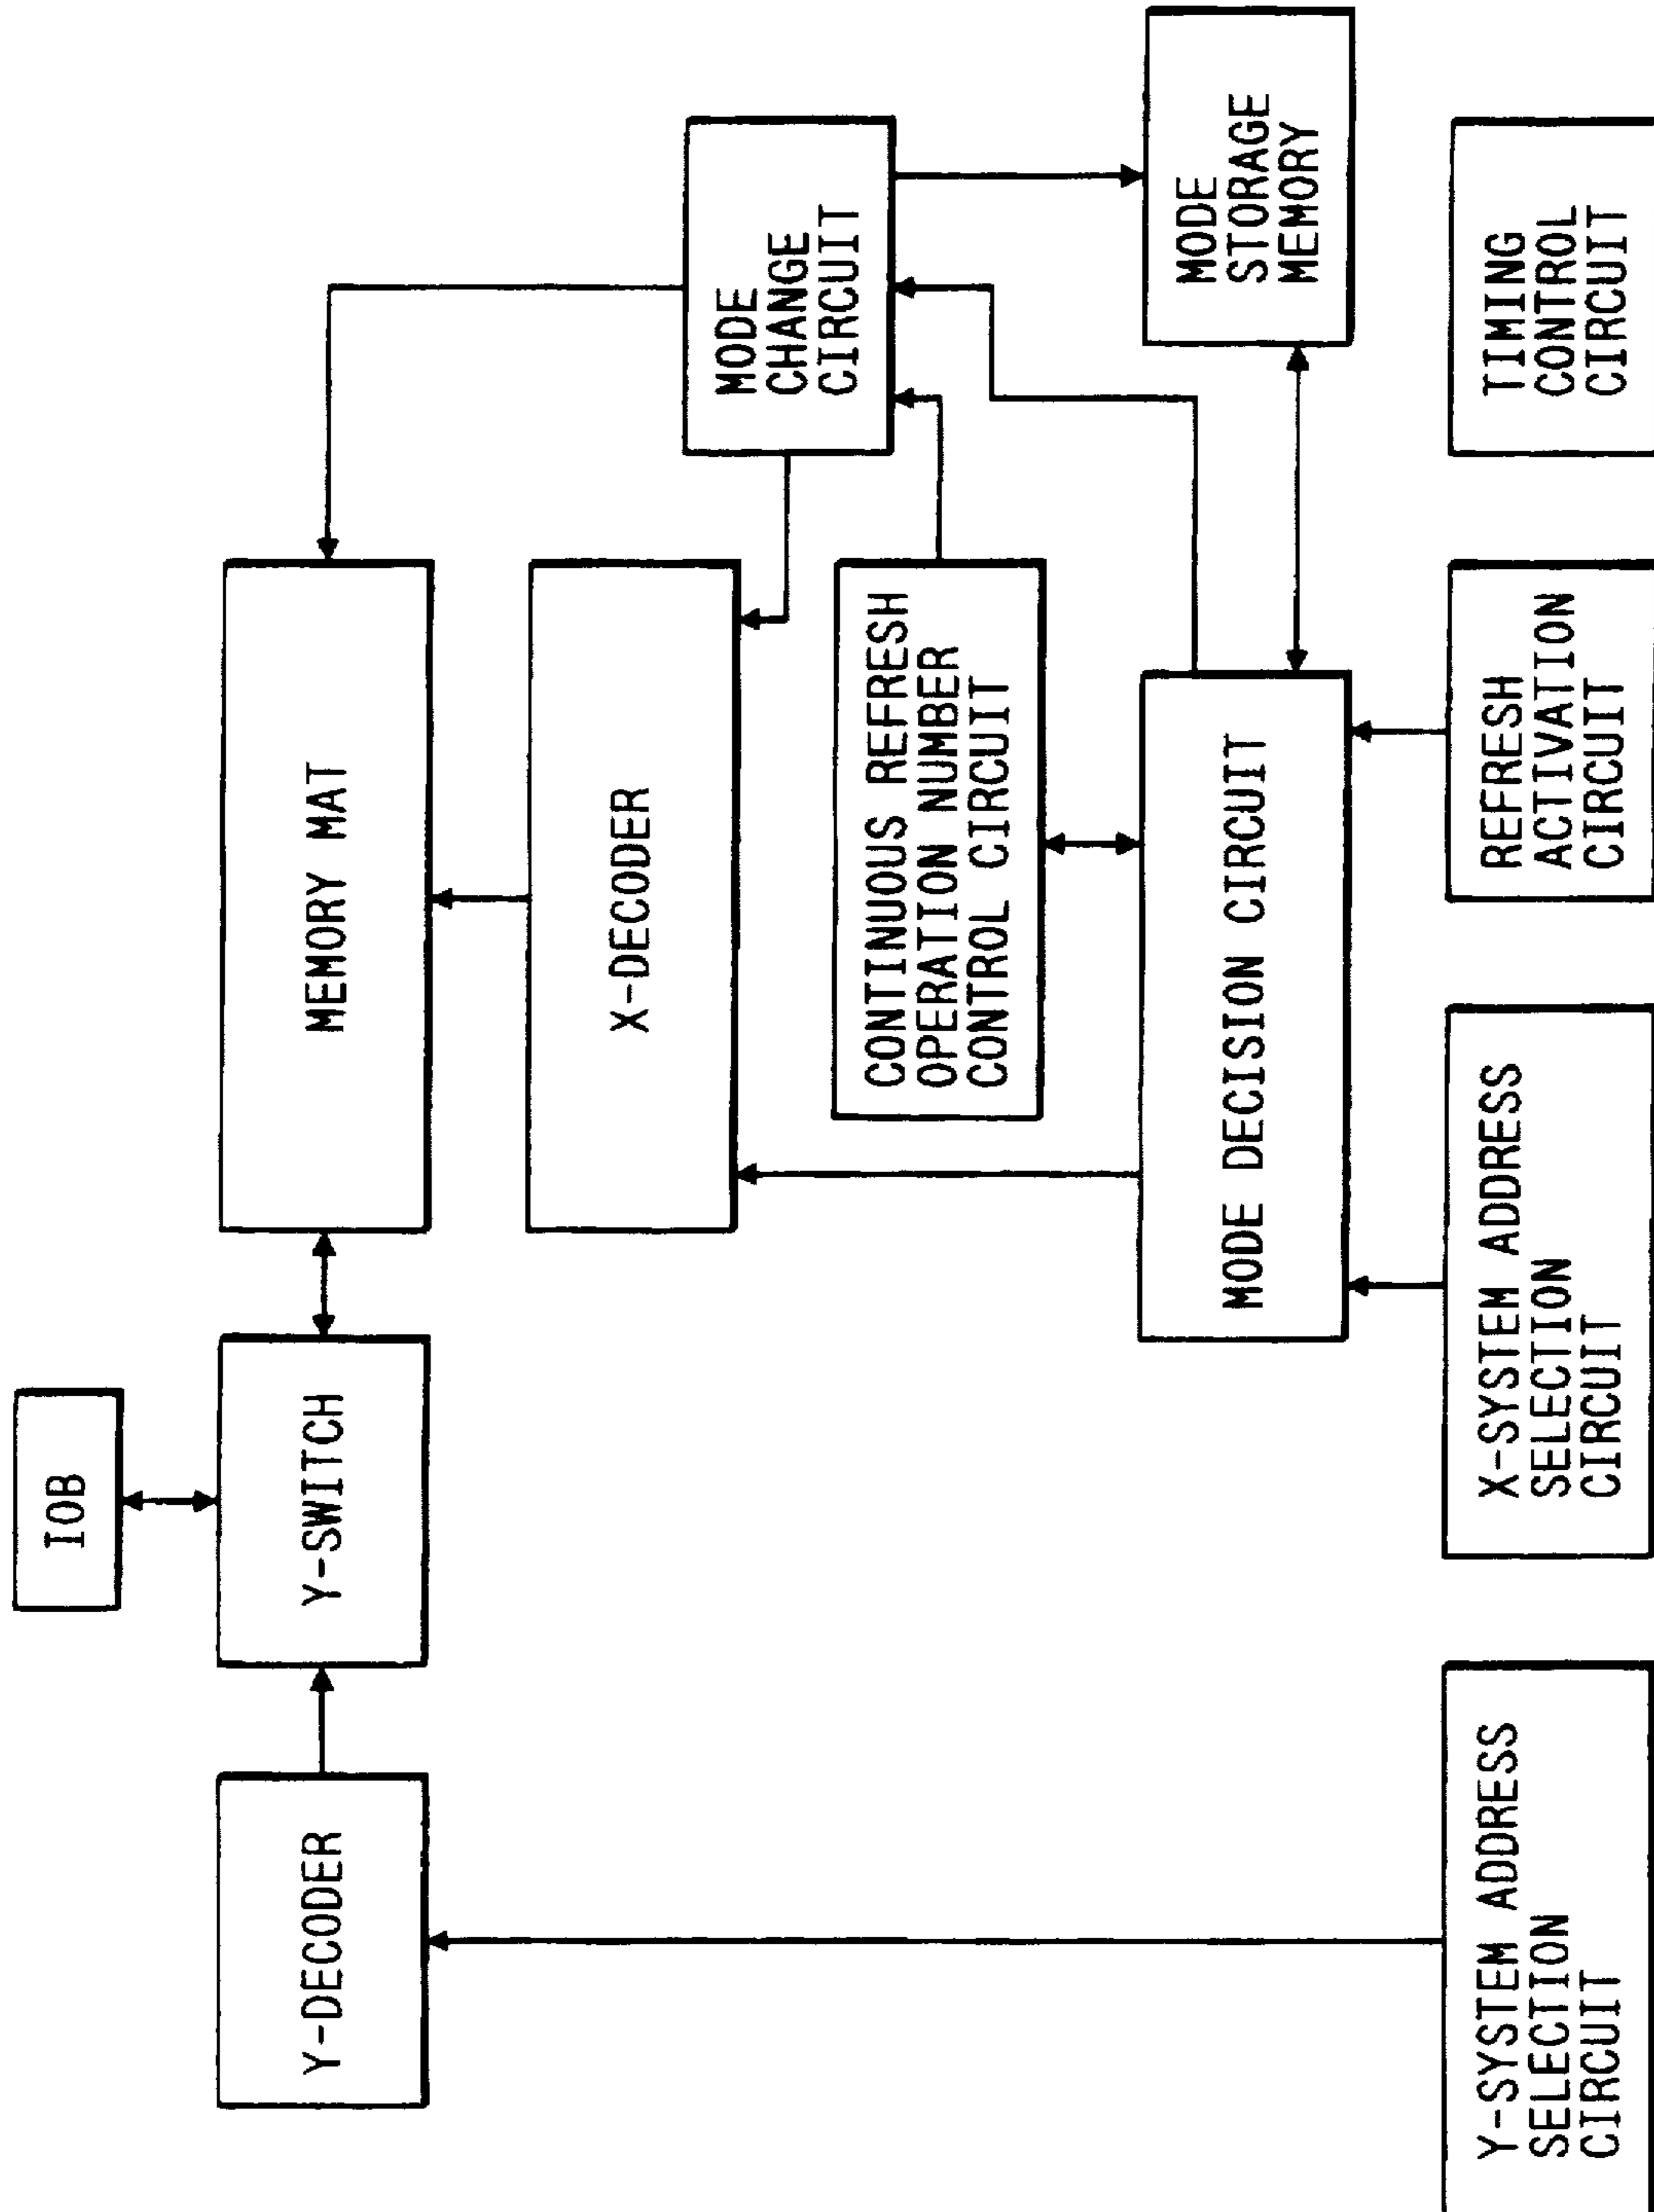 IOB
Y-DECODER
Y-SWITCH
MEMORY MAT
X-DECODER
MODE
CHANGE
CIRCUIT
CONTINUOUS REFRESH
OPERATION NUMBER
CONTROL CIRCUIT
MODE DECISION CIRCUIT
MODE
STORAGE
MEMORY
Y-SYSTEM ADDRESS
SELECTION
CIRCUIT
X-SYSTEM ADDRESS
SELECTION
CIRCUIT
REFRESH
ACTIVATION
CIRCUIT
TIMING
CONTROL
CIRCUIT